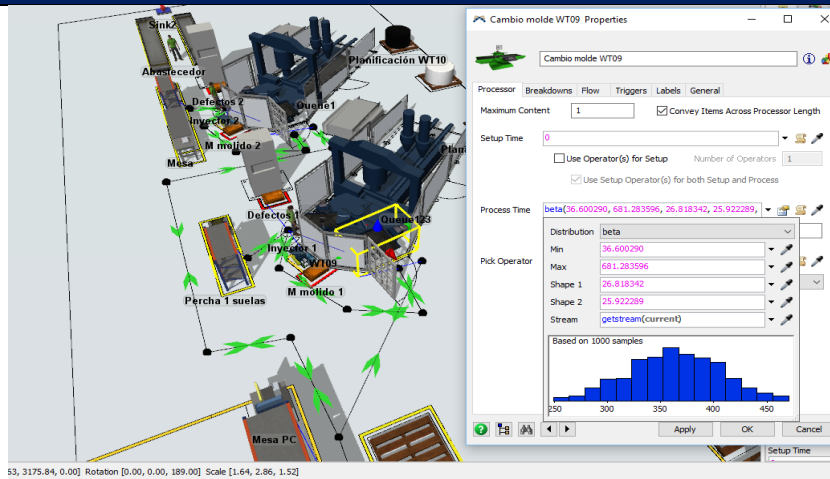 Sink2
Abastecedor
Planificación WT10
Defectos 2
Queue1
Inyector 2
M molido 2
Mesa
Plani
Defectos 1
Queue123
Inyector 1
WT09
M molido 1
Percha 1 suelas
Mesa PC
53, 3175.84, 0.00] Rotation [0.00, 0.00, 189.00] Scale [1.64, 2.86, 1.52]
Cambio molde WT09 Properties
Cambio molde WT09
Processor Breakdowns Flow Triggers Labels General
Maximum Content 1 Convey Items Across Processor Length
Setup Time 0
Use Operator(s) for Setup Number of Operators 1
Use Setup Operator(s) for both Setup and Process
Process Time beta(36.600290, 681.283596, 26.818342, 25.922289,
Distribution beta
Min 36.600290
Max 681.283596
Pick Operator
Shape 1 26.818342
Shape 2 25.922289
Stream getstream(current)
Based on 1000 samples
250 300 350 400 450
Apply OK Cancel
Setup Time